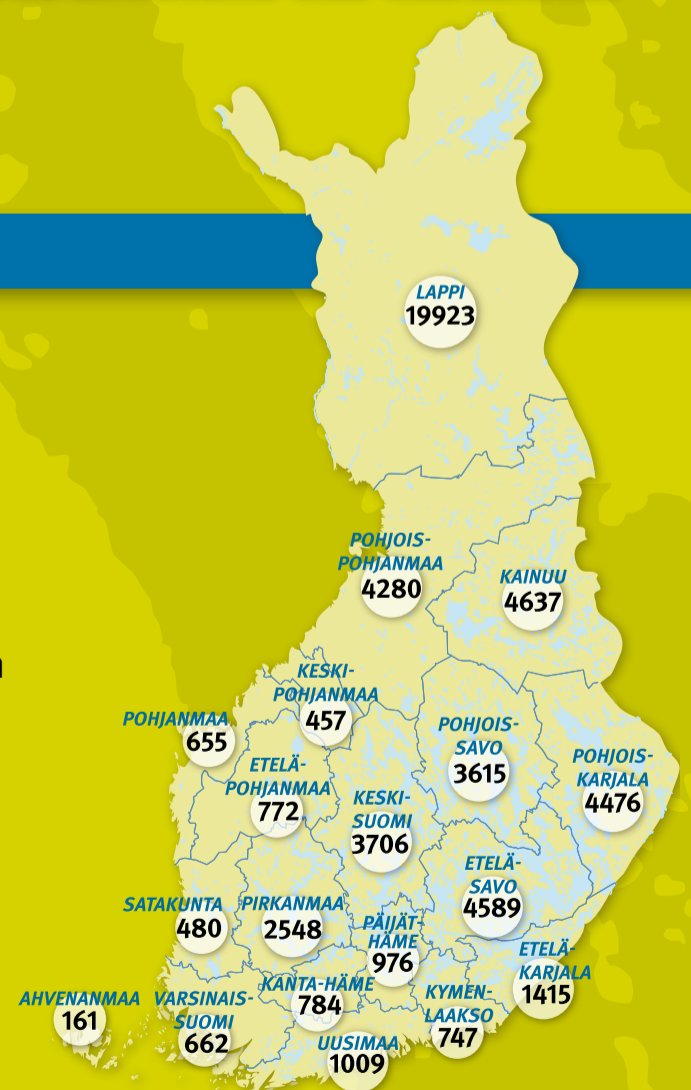 LAPPI
19923
POHJOIS-
POHJANMAA
4280
KAINUU
4637
KESKI-
POHJANMAA
457
POHJANMAA
655
POHJOIS-
SAVO
3615
POHJOIS-
KARJALA
4476
ETELÄ-
POHJANMAA
772
KESKI-
SUOMI
3706
ETELÄ-
SAVO
4589
SATAKUNTA
480
PIRKANMAA
2548
PÄIJÄT-
HÄME
976
ETELÄ-
KARJALA
1415
AHVENANMAA
161
VARSINAIS-
SUOMI
662
KANTA-HÄME
784
KYMEN-
LAAKSO
747
UUSIMAA
1009